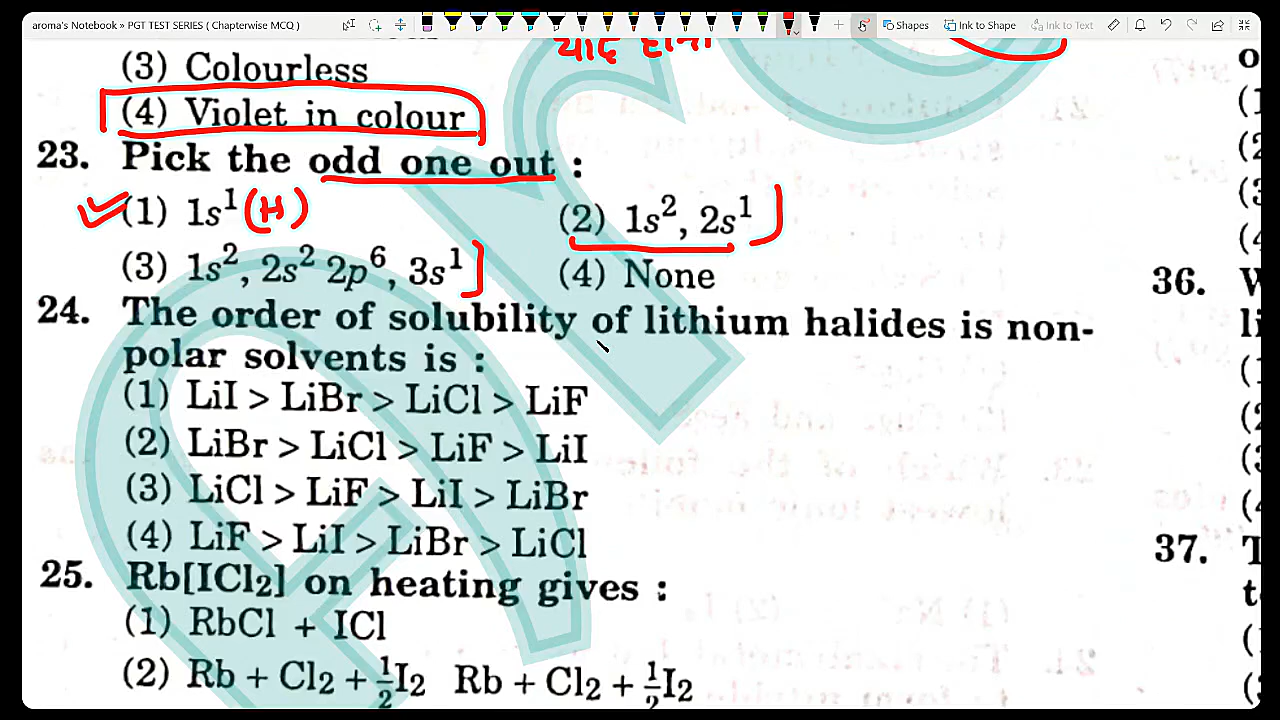 aroma's Notebook » PGT TEST SERIES ( Chapterwise MCQ )
Shapes
Ink to Shape
Ink to Text
याद होना
(3) Colourless
(4) Violet in colour
23. Pick the odd one out :
(1) 1s¹ (H)
(2) 1s², 2s¹
(3) 1s², 2s² 2p⁶, 3s¹
(4) None
24. The order of solubility of lithium halides is non-
polar solvents is :
(1) LiI > LiBr > LiCl > LiF
(2) LiBr > LiCl > LiF > LiI
(3) LiCl > LiF > LiI > LiBr
(4) LiF > LiI > LiBr > LiCl
25. Rb[ICl₂] on heating gives :
(1) RbCl + ICl
(2) Rb + Cl₂ + ½I₂ Rb + Cl₂ + ½I₂
36.
37.